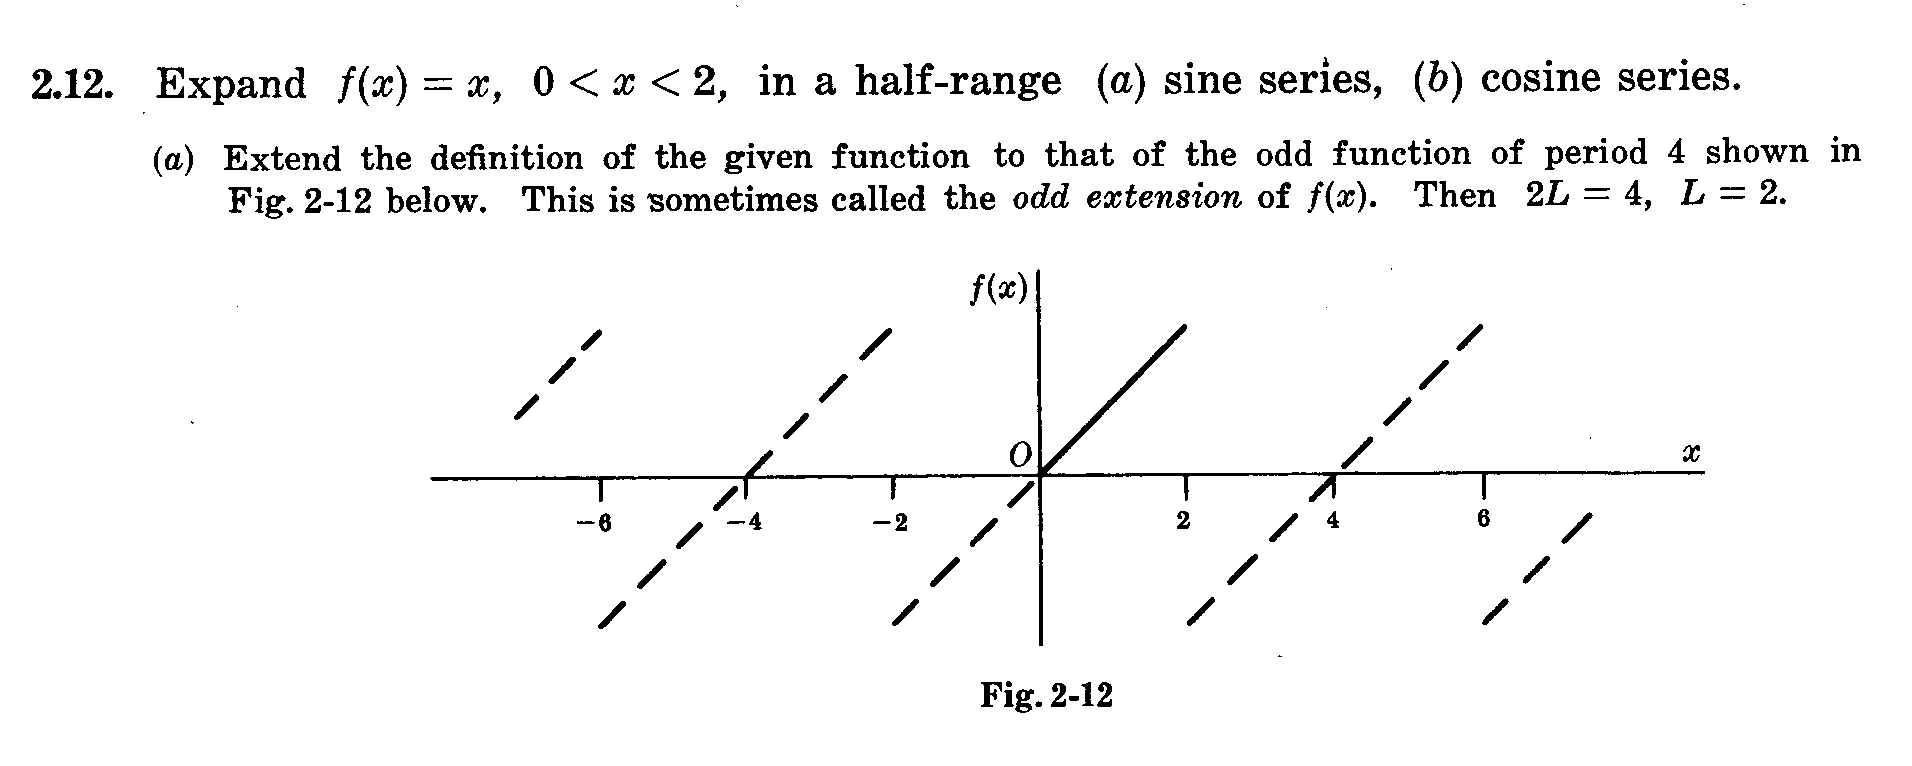 2.12. Expand f(x) = x, 0 < x < 2, in a half-range (a) sine series, (b) cosine series.
(a) Extend the definition of the given function to that of the odd function of period 4 shown in
Fig. 2-12 below. This is sometimes called the odd extension of f(x). Then 2L = 4, L = 2.
f(x)
O
x
−6 −4 −2 2 4 6
Fig. 2-12